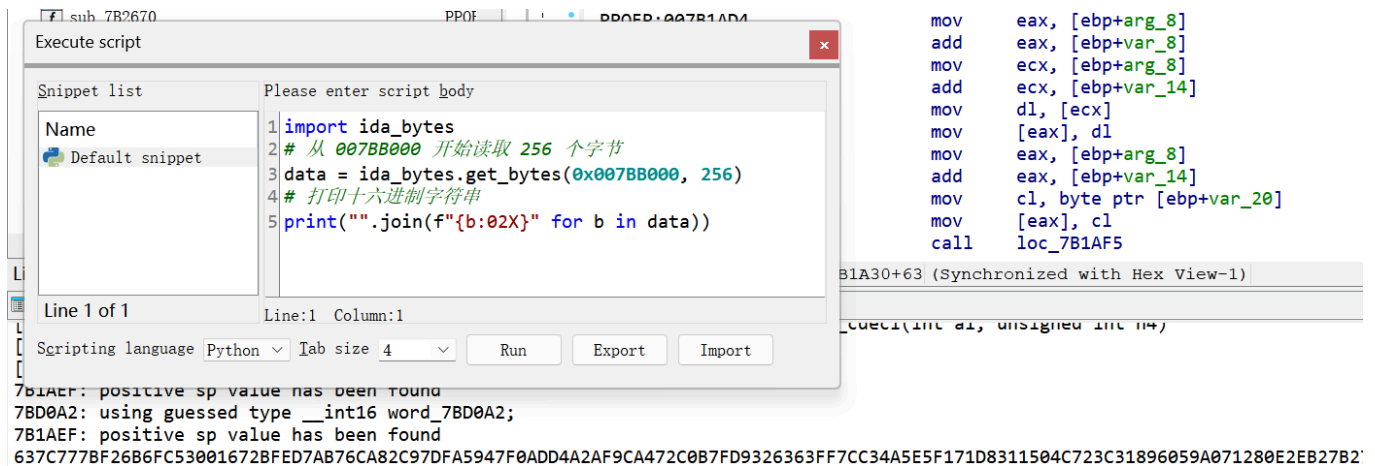 f sub_7B2670
Execute script
Snippet list
Please enter script body
Name
Default snippet
1 import ida_bytes
2 # 从 007BB000 开始读取 256 个字节
3 data = ida_bytes.get_bytes(0x007BB000, 256)
4 # 打印十六进制字符串
5 print("".join(f"{b:02X}" for b in data))
Line 1 of 1
Line:1 Column:1
Scripting language Python Tab size 4 Run Export Import
mov eax, [ebp+arg_8]
add eax, [ebp+var_8]
mov ecx, [ebp+arg_8]
add ecx, [ebp+var_14]
mov dl, [ecx]
mov [eax], dl
mov eax, [ebp+arg_8]
add eax, [ebp+var_14]
mov cl, byte ptr [ebp+var_20]
mov [eax], cl
call loc_7B1AF5
B1A30+63 (Synchronized with Hex View-1)
7B1AEF: positive sp value has been found
7BD0A2: using guessed type __int16 word_7BD0A2;
7B1AEF: positive sp value has been found
637C777BF26B6FC53001672BFED7AB76CA82C97DFA5947F0ADD4A2AF9CA472C0B7FD9326363FF7CC34A5E5F171D8311504C723C31896059A071280E2EB27B27